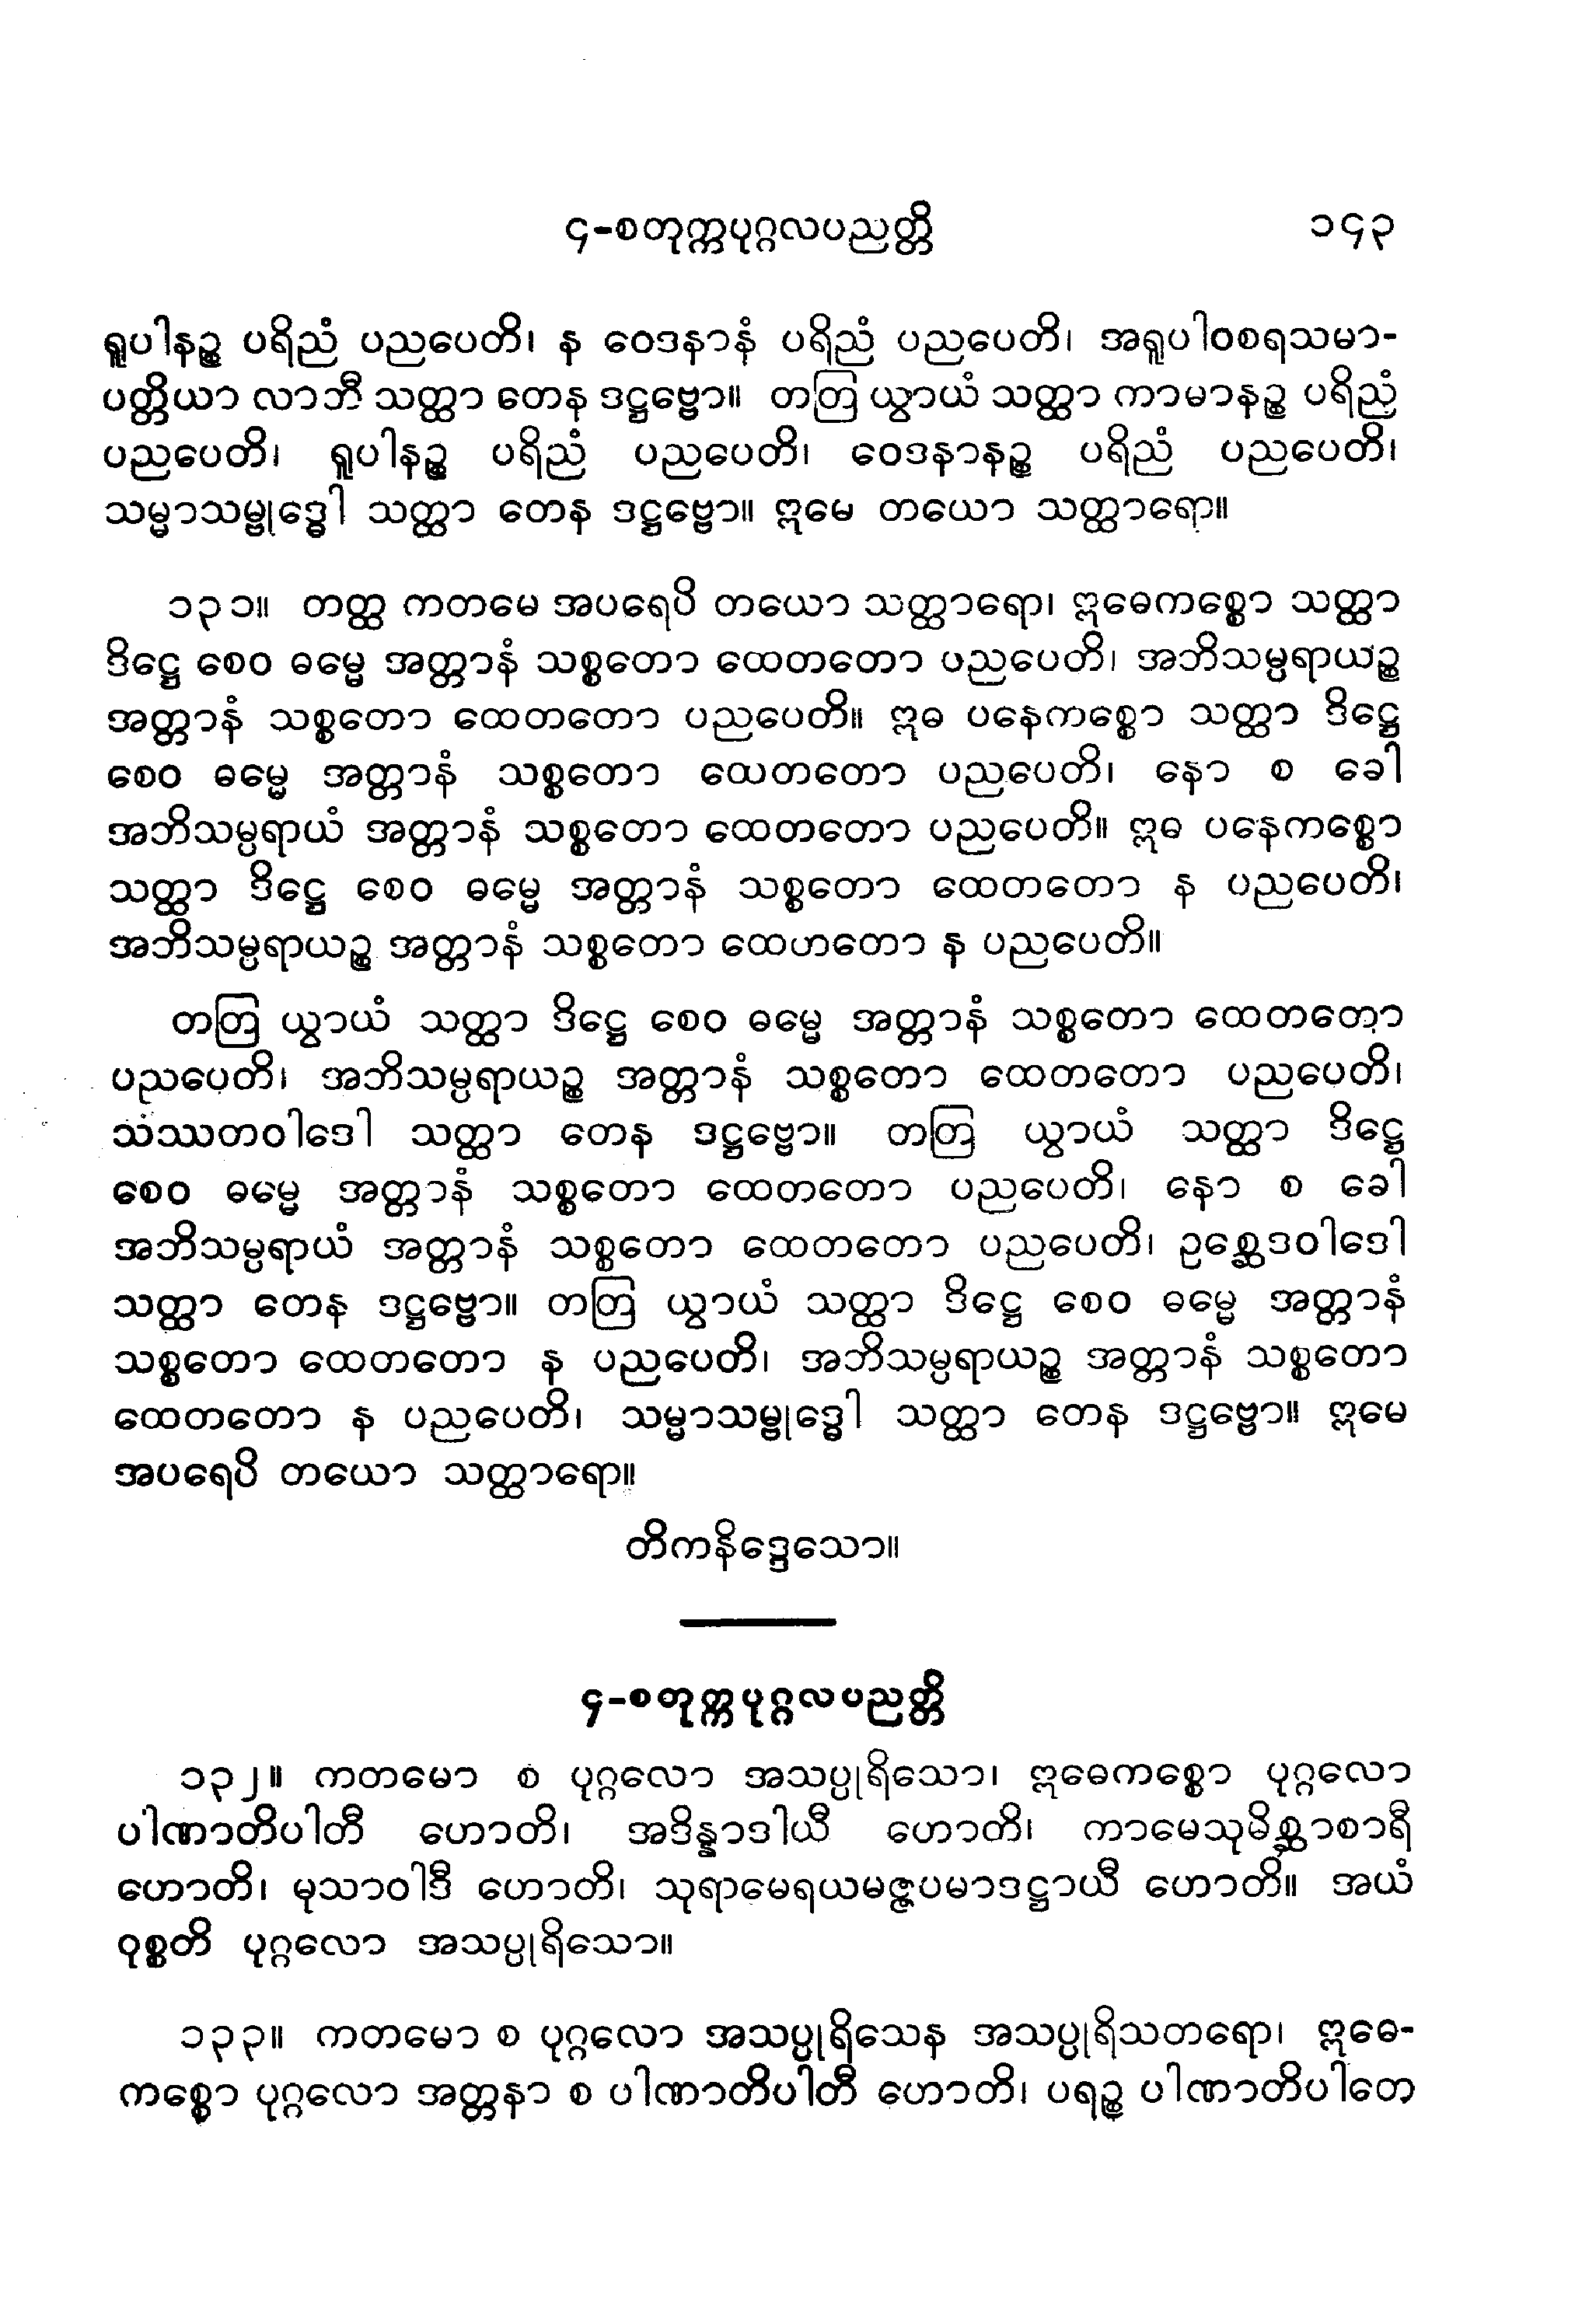 ၄-စတုက္ကပုဂ္ဂလပညတ္တိ ၁၄၃
ရူပါနဉ္စ ပရိညံ ပညပေတိ၊ န ဝေဒနာနံ ပရိညံ ပညပေတိ၊ အရူပါဝစရသမာ-
ပတ္တိယာ လာဘီ သတ္ထာ တေန ဒဋ္ဌဗ္ဗော။ တတြ ယွာယံ သတ္ထာ ကာမာနဉ္စ ပရိညံ
ပညပေတိ၊ ရူပါနဉ္စ ပရိညံ ပညပေတိ၊ ဝေဒနာနဉ္စ ပရိညံ ပညပေတိ၊
သမ္မာသမ္ဗုဒ္ဓေါ သတ္ထာ တေန ဒဋ္ဌဗ္ဗော။ ဣမေ တယော သတ္ထာရော။
၁၃၁။ တတ္ထ ကတမေ အပရေပိ တယော သတ္ထာရော၊ ဣဓေကစ္စော သတ္ထာ
ဒိဋ္ဌေ စေဝ ဓမ္မေ အတ္တာနံ သစ္စတော ထေတတော ပညပေတိ၊ အဘိသမ္ပရာယဉ္စ
အတ္တာနံ သစ္စတော ထေတတော ပညပေတိ။ ဣဓ ပနေကစ္စော သတ္ထာ ဒိဋ္ဌေ
စေဝ ဓမ္မေ အတ္တာနံ သစ္စတော ထေတတော ပညပေတိ၊ နော စ ခေါ
အဘိသမ္ပရာယံ အတ္တာနံ သစ္စတော ထေတတော ပညပေတိ။ ဣဓ ပနေကစ္စော
သတ္ထာ ဒိဋ္ဌေ စေဝ ဓမ္မေ အတ္တာနံ သစ္စတော ထေတတော န ပညပေတိ၊
အဘိသမ္ပရာယဉ္စ အတ္တာနံ သစ္စတော ထေဟတော န ပညပေတိ။
တတြ ယွာယံ သတ္ထာ ဒိဋ္ဌေ စေဝ ဓမ္မေ အတ္တာနံ သစ္စတော ထေတတော
ပညပေတိ၊ အဘိသမ္ပရာယဉ္စ အတ္တာနံ သစ္စတော ထေတတော ပညပေတိ၊
သဿတဝါဒေါ သတ္ထာ တေန ဒဋ္ဌဗ္ဗော။ တတြ ယွာယံ သတ္ထာ ဒိဋ္ဌေ
စေဝ ဓမ္မေ အတ္တာနံ သစ္စတော ထေတတော ပညပေတိ၊ နော စ ခေါ
အဘိသမ္ပရာယံ အတ္တာနံ သစ္စတော ထေတတော ပညပေတိ၊ ဥစ္ဆေဒဝါဒေါ
သတ္ထာ တေန ဒဋ္ဌဗ္ဗော။ တတြ ယွာယံ သတ္ထာ ဒိဋ္ဌေ စေဝ ဓမ္မေ အတ္တာနံ
သစ္စတော ထေတတော န ပညပေတိ၊ အဘိသမ္ပရာယဉ္စ အတ္တာနံ သစ္စတော
ထေတတော န ပညပေတိ၊ သမ္မာသမ္ဗုဒ္ဓေါ သတ္ထာ တေန ဒဋ္ဌဗ္ဗော။ ဣမေ
အပရေပိ တယော သတ္ထာရော။
တိကနိဒ္ဒေသော။
၄-စတုက္ကပုဂ္ဂလပညတ္တိ
၁၃၂။ ကတမော စ ပုဂ္ဂလော အသပ္ပုရိသော၊ ဣဓေကစ္စော ပုဂ္ဂလော
ပါဏာတိပါတီ ဟောတိ၊ အဒိန္နာဒါယီ ဟောတိ၊ ကာမေသုမိစ္ဆာစာရီ
ဟောတိ၊ မုသာဝါဒီ ဟောတိ၊ သုရာမေရယမဇ္ဇပမာဒဋ္ဌာယီ ဟောတိ။ အယံ
ဝုစ္စတိ ပုဂ္ဂလော အသပ္ပုရိသော။
၁၃၃။ ကတမော စ ပုဂ္ဂလော အသပ္ပုရိသေန အသပ္ပုရိသတရော၊ ဣဓေ-
ကစ္စော ပုဂ္ဂလော အတ္တနာ စ ပါဏာတိပါတီ ဟောတိ၊ ပရဉ္စ ပါဏာတိပါတေ